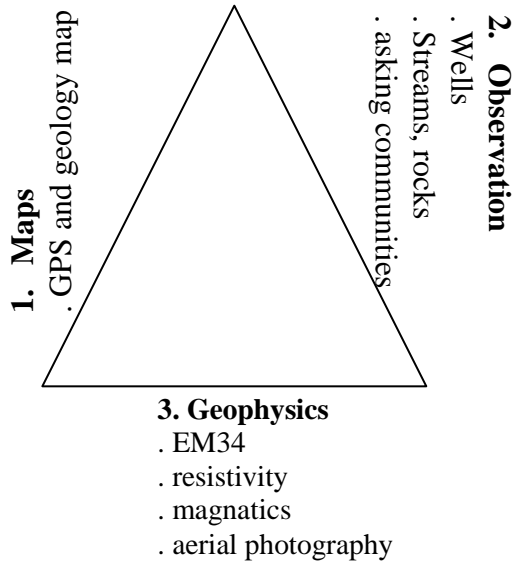 1. Maps
. GPS and geology map
2. Observation
. Wells
. Streams, rocks
. asking communities
3. Geophysics
. EM34
. resistivity
. magnatics
. aerial photography